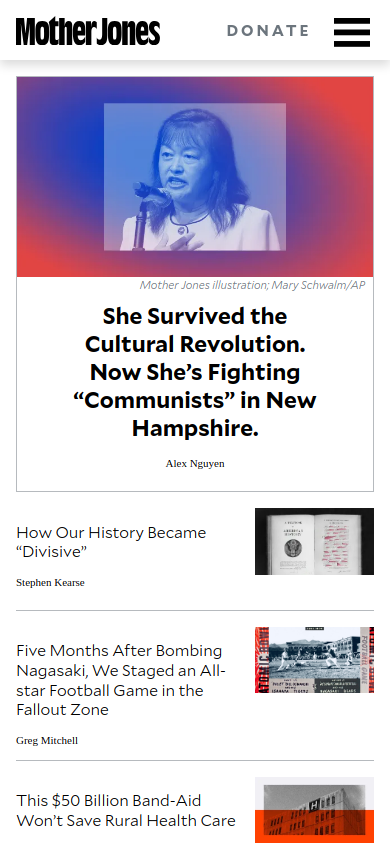 Mother Jones
DONATE
Mother Jones illustration; Mary Schwalm/AP
She Survived the
Cultural Revolution.
Now She’s Fighting
“Communists” in New
Hampshire.
Alex Nguyen
How Our History Became
“Divisive”
Stephen Kearse
Five Months After Bombing
Nagasaki, We Staged an All-
star Football Game in the
Fallout Zone
Greg Mitchell
ATOMIC BOWL
This $50 Billion Band-Aid
Won’t Save Rural Health Care
H